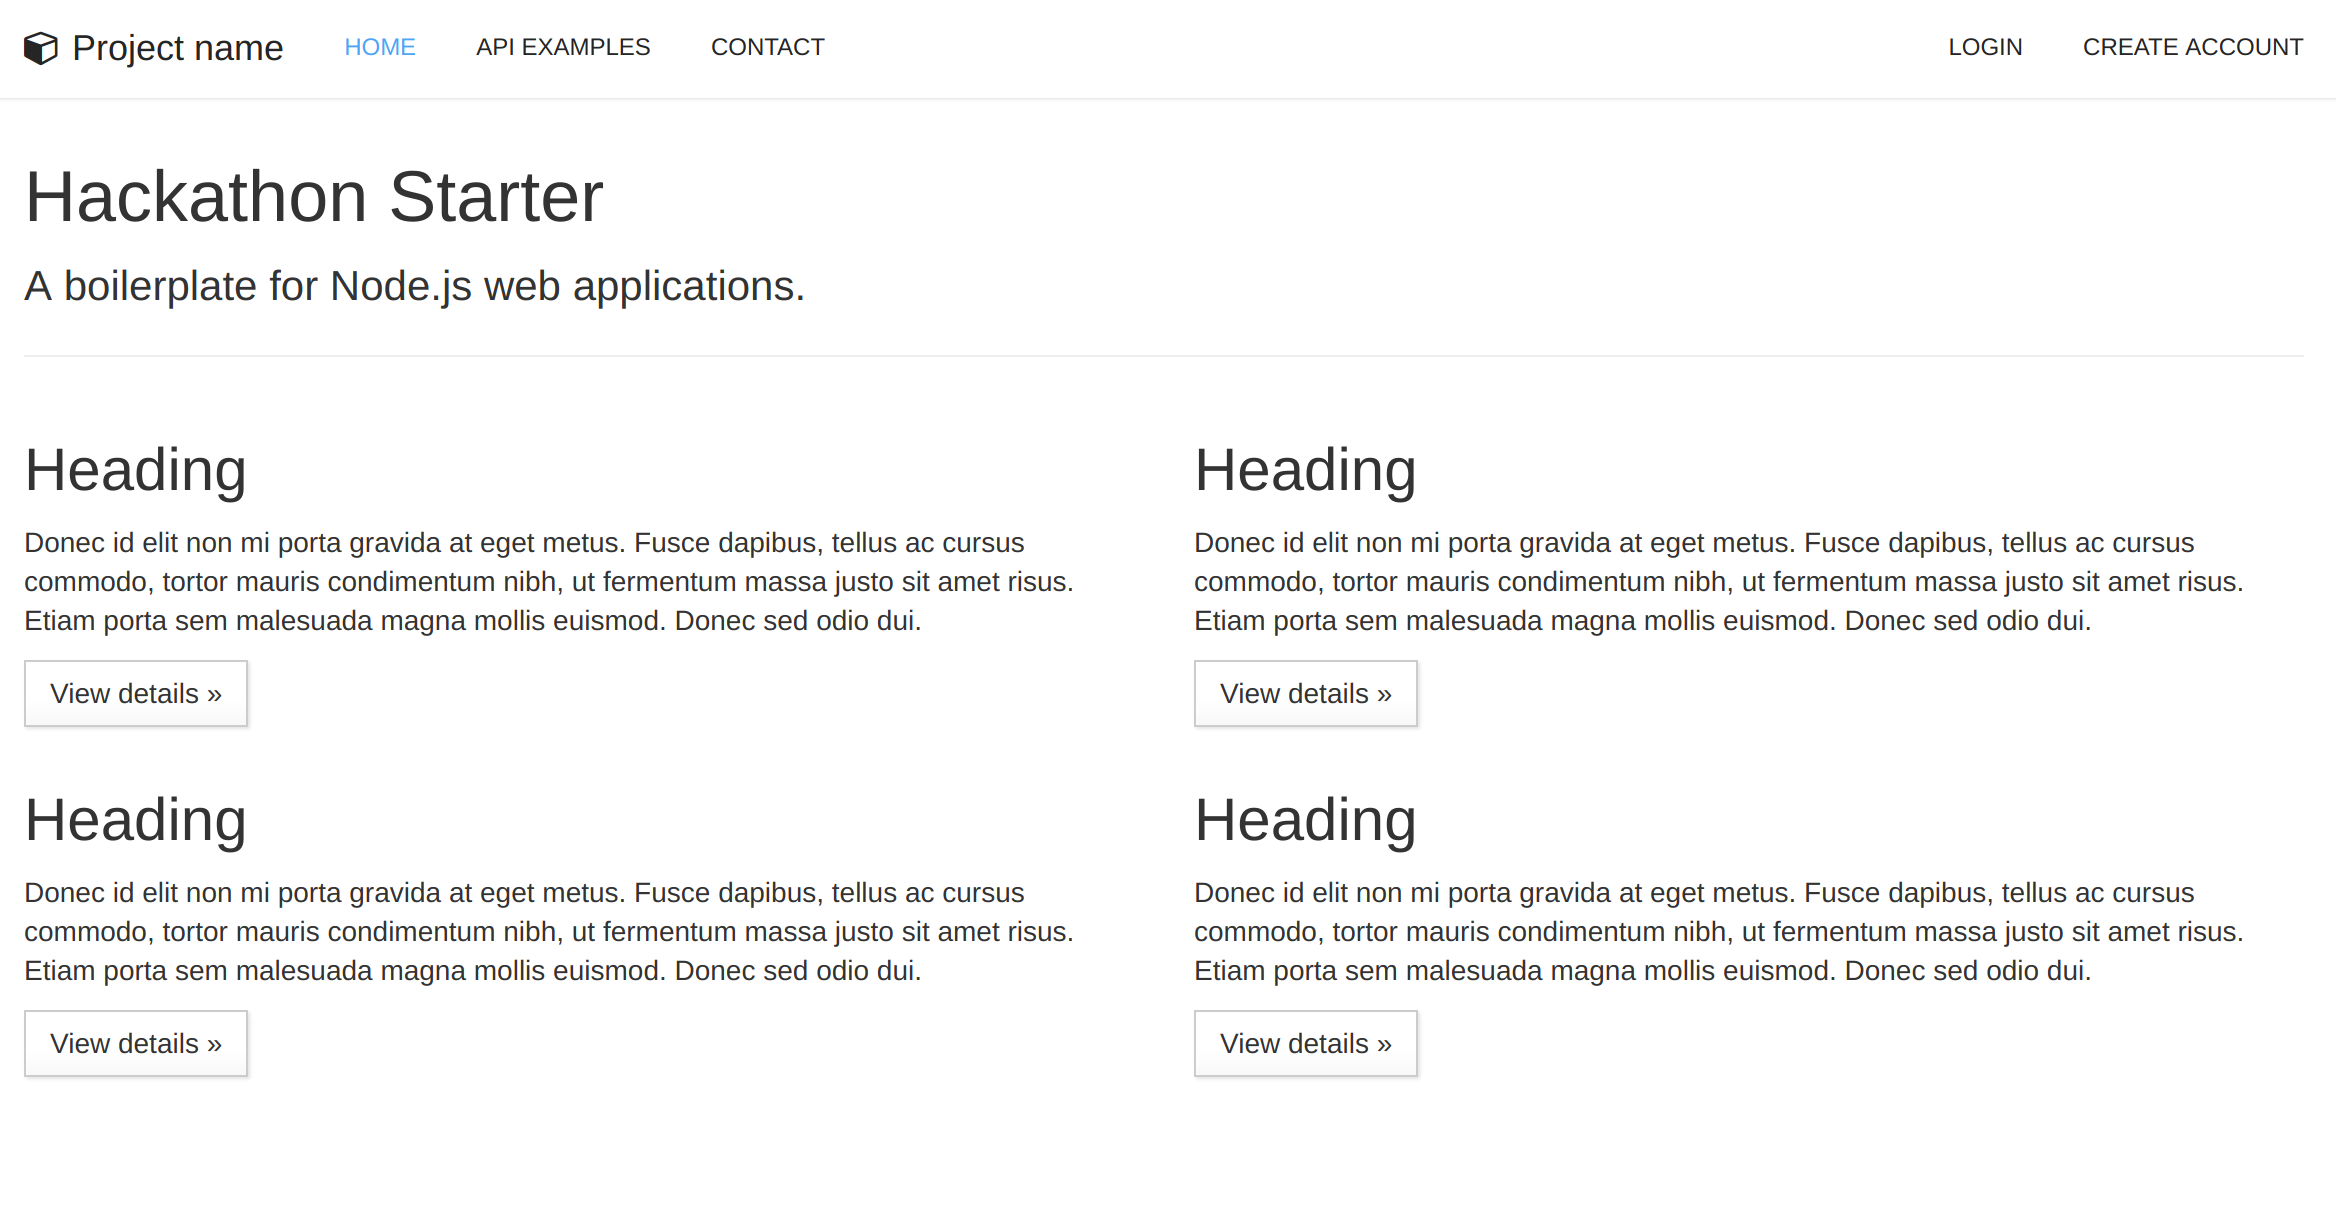 Project name HOME API EXAMPLES CONTACT LOGIN CREATE ACCOUNT
Hackathon Starter
A boilerplate for Node.js web applications.
Heading
Donec id elit non mi porta gravida at eget metus. Fusce dapibus, tellus ac cursus
commodo, tortor mauris condimentum nibh, ut fermentum massa justo sit amet risus.
Etiam porta sem malesuada magna mollis euismod. Donec sed odio dui.
View details »
Heading
Donec id elit non mi porta gravida at eget metus. Fusce dapibus, tellus ac cursus
commodo, tortor mauris condimentum nibh, ut fermentum massa justo sit amet risus.
Etiam porta sem malesuada magna mollis euismod. Donec sed odio dui.
View details »
Heading
Donec id elit non mi porta gravida at eget metus. Fusce dapibus, tellus ac cursus
commodo, tortor mauris condimentum nibh, ut fermentum massa justo sit amet risus.
Etiam porta sem malesuada magna mollis euismod. Donec sed odio dui.
View details »
Heading
Donec id elit non mi porta gravida at eget metus. Fusce dapibus, tellus ac cursus
commodo, tortor mauris condimentum nibh, ut fermentum massa justo sit amet risus.
Etiam porta sem malesuada magna mollis euismod. Donec sed odio dui.
View details »